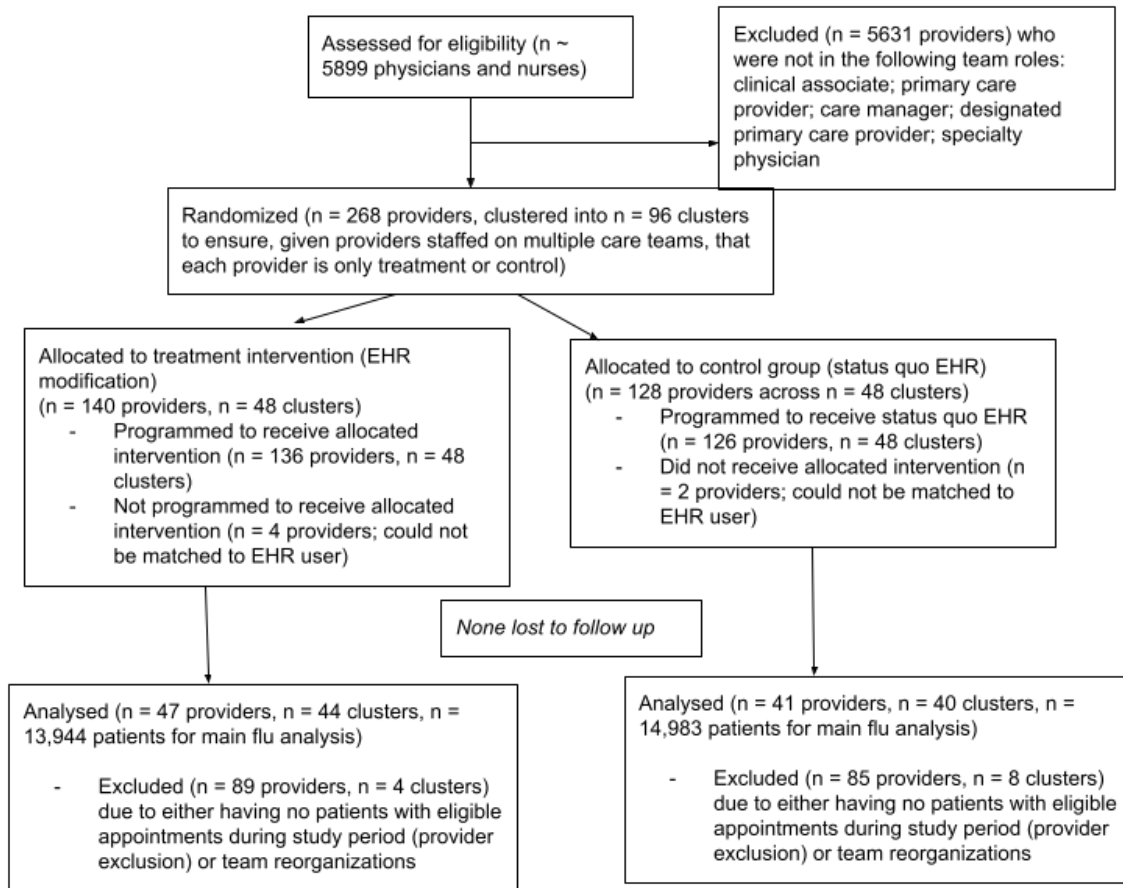 Assessed for eligibility (n ~
5899 physicians and nurses)
Excluded (n = 5631 providers) who
were not in the following team roles:
clinical associate; primary care
provider; care manager; designated
primary care provider; specialty
physician
Randomized (n = 268 providers, clustered into n = 96 clusters
to ensure, given providers staffed on multiple care teams, that
each provider is only treatment or control)
Allocated to treatment intervention (EHR
modification)
(n = 140 providers, n = 48 clusters)
- Programmed to receive allocated
intervention (n = 136 providers, n = 48
clusters)
- Not programmed to receive allocated
intervention (n = 4 providers; could not
be matched to EHR user)
Allocated to control group (status quo EHR)
(n = 128 providers across n = 48 clusters)
- Programmed to receive status quo EHR
(n = 126 providers, n = 48 clusters)
- Did not receive allocated intervention (n
= 2 providers; could not be matched to
EHR user)
None lost to follow up
Analysed (n = 47 providers, n = 44 clusters, n =
13,944 patients for main flu analysis)
- Excluded (n = 89 providers, n = 4 clusters)
due to either having no patients with eligible
appointments during study period (provider
exclusion) or team reorganizations
Analysed (n = 41 providers, n = 40 clusters, n =
14,983 patients for main flu analysis)
- Excluded (n = 85 providers, n = 8 clusters)
due to either having no patients with eligible
appointments during study period (provider
exclusion) or team reorganizations